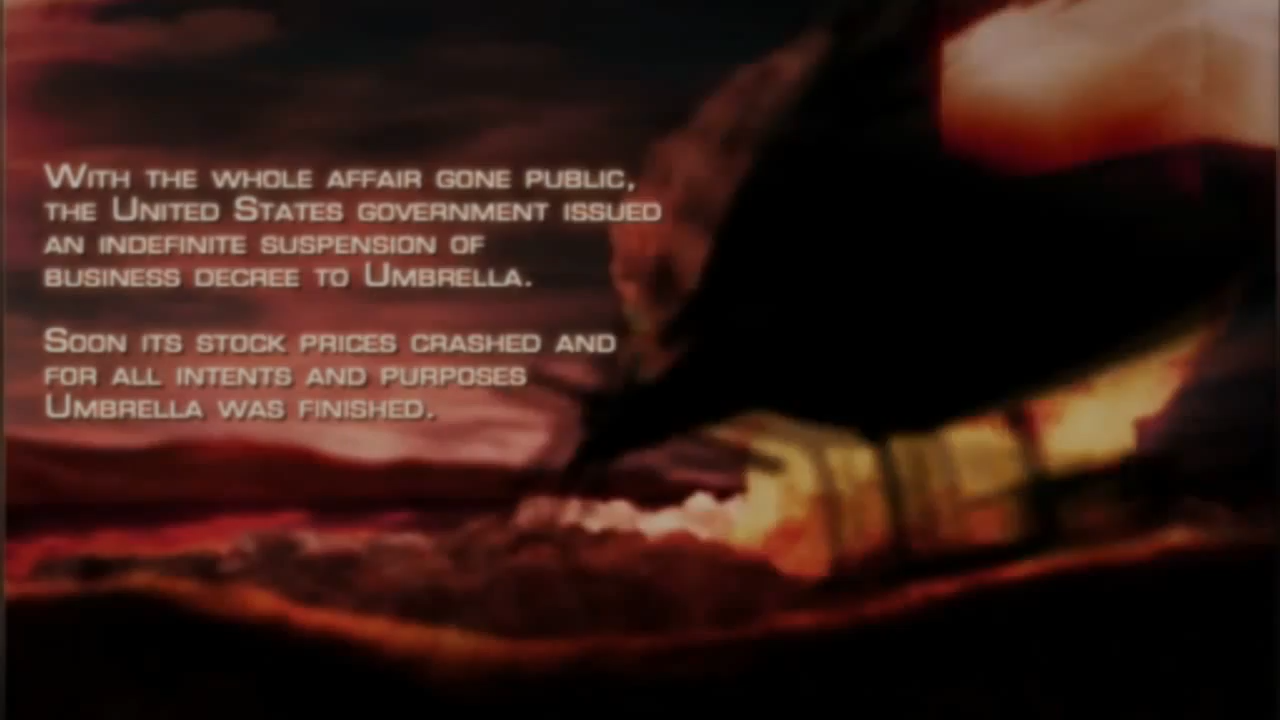 With the whole affair gone public,
the United States government issued
an indefinite suspension of
business decree to Umbrella.
Soon its stock prices crashed and
for all intents and purposes
Umbrella was finished.